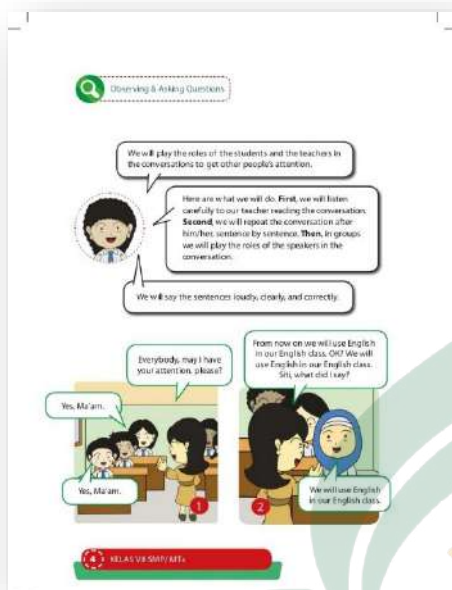 Observing & Asking Questions
We will play the roles of the students and the teachers in
the conversations to get other people's attention.
Here are what we will do. First, we will listen
carefully to our teacher reading the conversation.
Second, we will repeat the conversation after
him/her, sentence by sentence. Then, in groups
we will play the roles of the speakers in the
conversation.
We will say the sentences loudly, clearly, and correctly.
Everybody, may I have
your attention, please?
Yes, Ma'am.
Yes, Ma'am.
1
From now on we will use English
in our English class. OK? We will
use English in our English class.
Siti, what did I say?
We will use English
in our English class.
2
4 KELAS VIII SMP/MTs